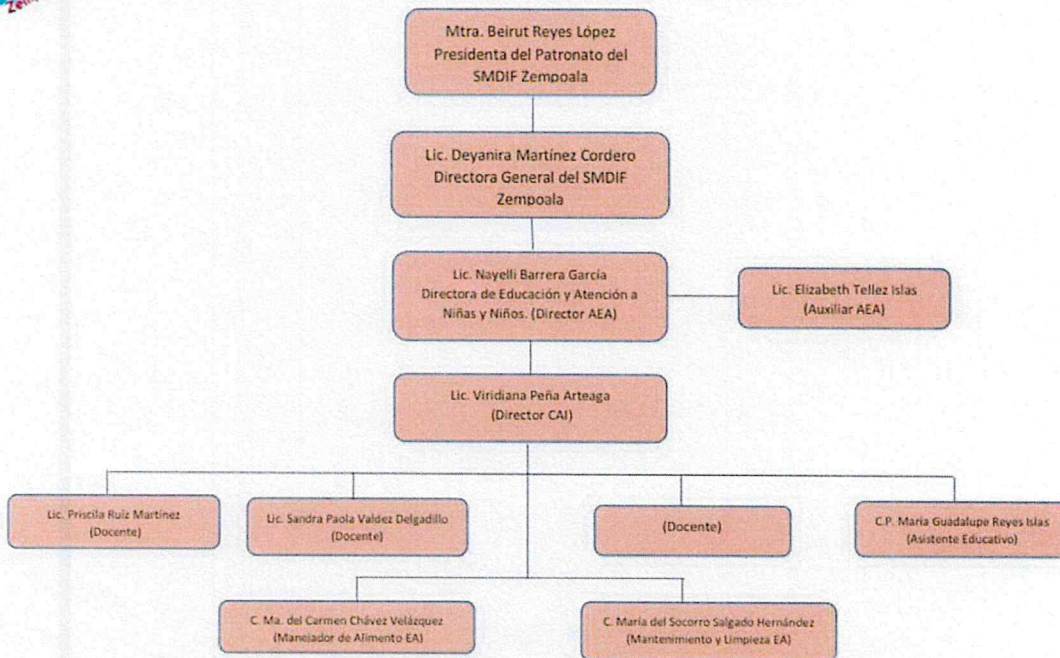 Mtra. Beirut Reyes López
Presidenta del Patronato del
SMDIF Zempoala
Lic. Deyanira Martínez Cordero
Directora General del SMDIF
Zempoala
Lic. Nayelli Barrera García
Directora de Educación y Atención a
Niñas y Niños. (Director AEA)
Lic. Elizabeth Tellez Islas
(Auxiliar AEA)
Lic. Viridiana Peña Arteaga
(Director CAI)
Lic. Priscila Ruiz Martínez
(Docente)
Lic. Sandra Paola Valdez Delgadillo
(Docente)
(Docente)
C.P. María Guadalupe Reyes Islas
(Asistente Educativo)
C. Ma. del Carmen Chávez Velázquez
(Manejador de Alimento EA)
C. María del Socorro Salgado Hernández
(Mantenimiento y Limpieza EA)